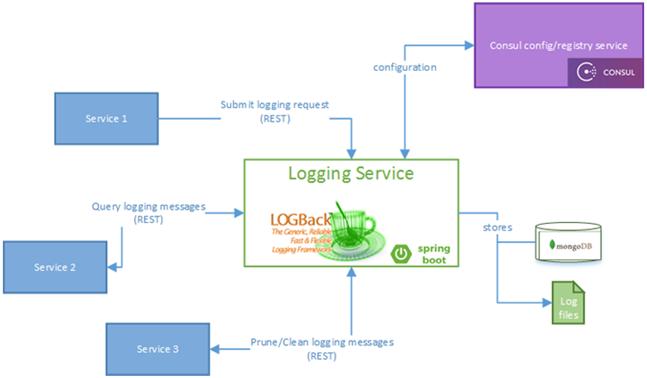 Consul config/registry service
CONSUL
configuration
Service 1
Submit logging request
(REST)
Logging Service
LOGBack
The Generic, Reliable
Fast & Flexible
Logging Framework
spring
boot
Query logging messages
(REST)
Service 2
stores
mongoDB
Log
files
Service 3
Prune/Clean logging messages
(REST)